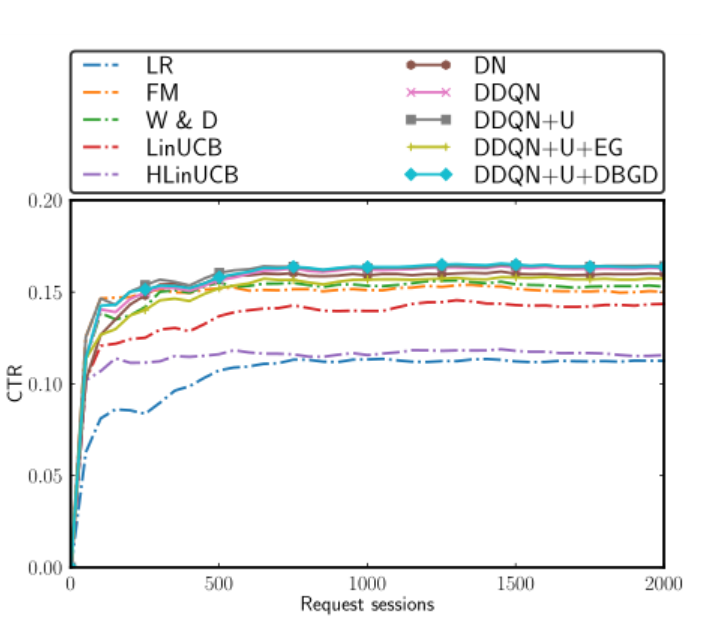 LR
FM
W & D
LinUCB
HLinUCB
DN
DDQN
DDQN+U
DDQN+U+EG
DDQN+U+DBGD
0.20
0.15
0.10
0.05
0.00
CTR
0 500 1000 1500 2000
Request sessions